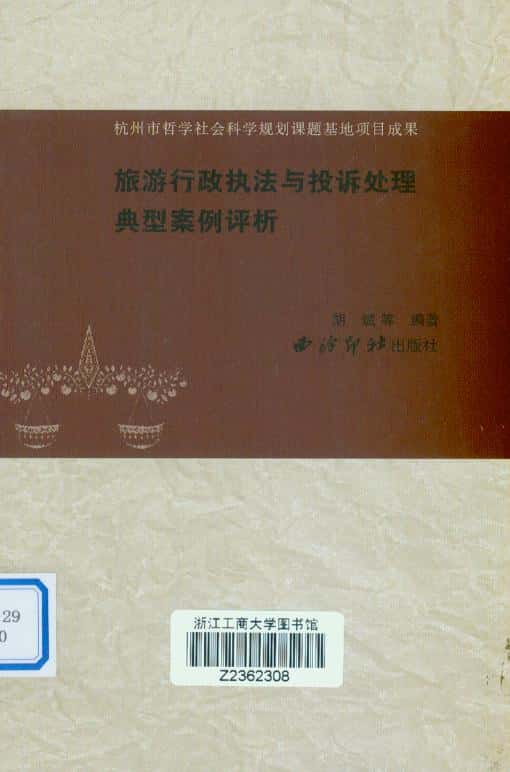 杭州市哲学社会科学规划课题基地项目成果
旅游行政执法与投诉处理
典型案例评析
胡 斌等 编著
西泠印社出版社
29
0
浙江工商大学图书馆
Z2362308